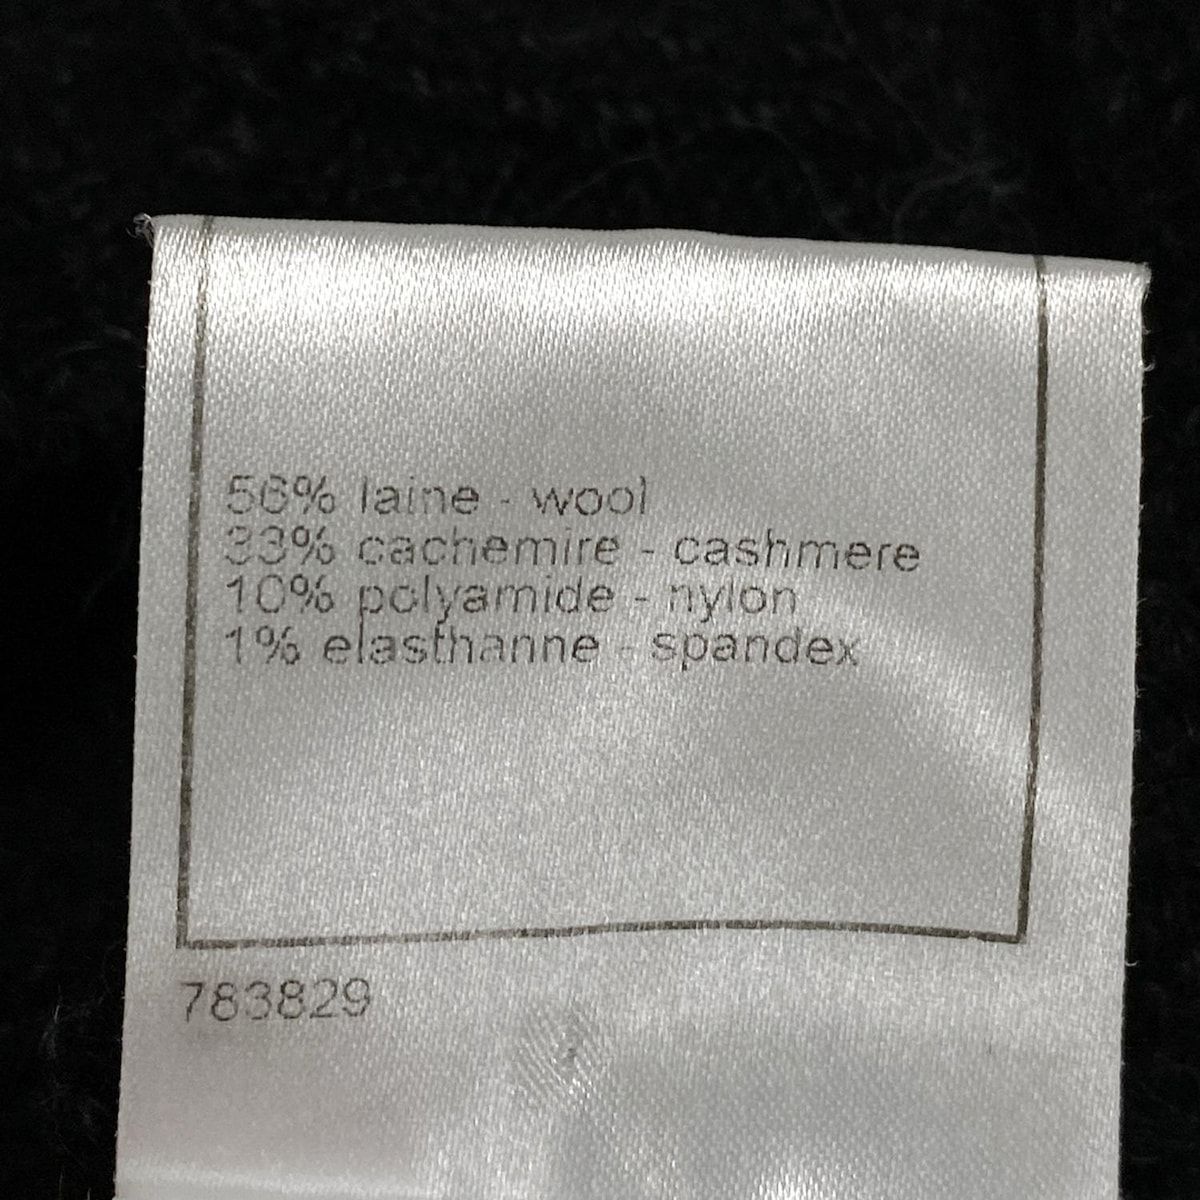 56% laine - wool
33% cachemire - cashmere
10% polyamide - nylon
1% elasthanne - spandex
783829